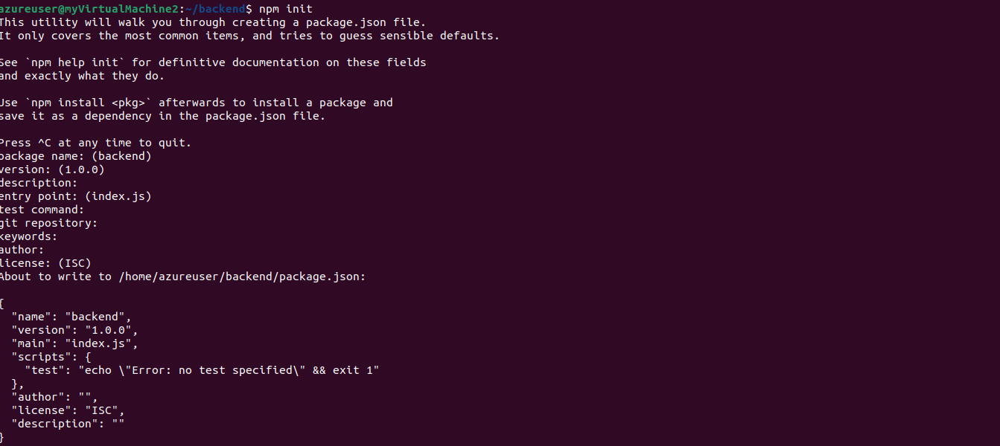 azureuser@myVirtualMachine2:~/backend$ npm init
This utility will walk you through creating a package.json file.
It only covers the most common items, and tries to guess sensible defaults.
See `npm help init` for definitive documentation on these fields
and exactly what they do.
Use `npm install <pkg>` afterwards to install a package and
save it as a dependency in the package.json file.
Press ^C at any time to quit.
package name: (backend)
version: (1.0.0)
description:
entry point: (index.js)
test command:
git repository:
keywords:
author:
license: (ISC)
About to write to /home/azureuser/backend/package.json:
{
  "name": "backend",
  "version": "1.0.0",
  "main": "index.js",
  "scripts": {
    "test": "echo \"Error: no test specified\" && exit 1"
  },
  "author": "",
  "license": "ISC",
  "description": ""
}